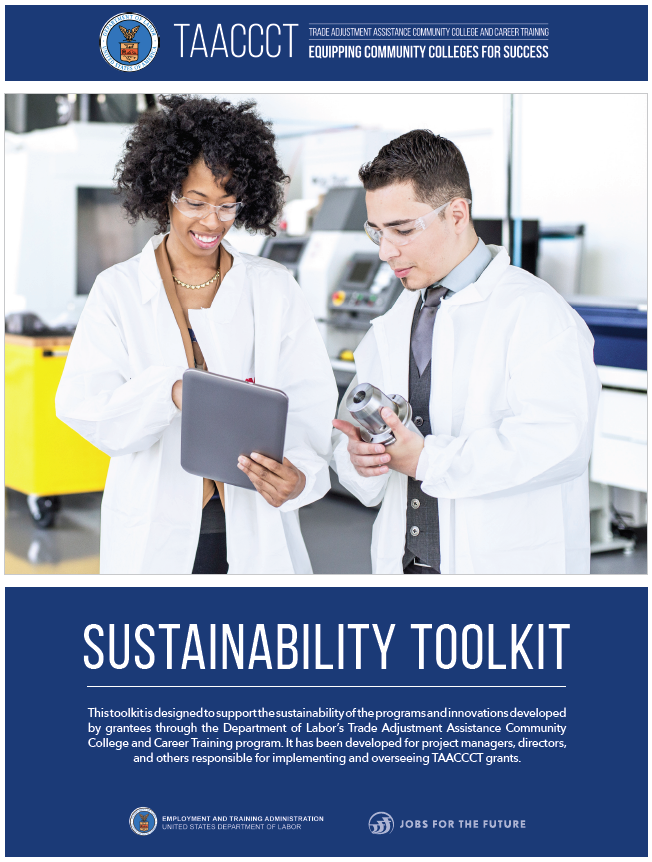 TAACCCT
TRADE ADJUSTMENT ASSISTANCE COMMUNITY COLLEGE AND CAREER TRAINING
EQUIPPING COMMUNITY COLLEGES FOR SUCCESS
SUSTAINABILITY TOOLKIT
This toolkit is designed to support the sustainability of the programs and innovations developed
by grantees through the Department of Labor's Trade Adjustment Assistance Community
College and Career Training program. It has been developed for project managers, directors,
and others responsible for implementing and overseeing TAACCCT grants.
EMPLOYMENT AND TRAINING ADMINISTRATION
UNITED STATES DEPARTMENT OF LABOR
JOBS FOR THE FUTURE